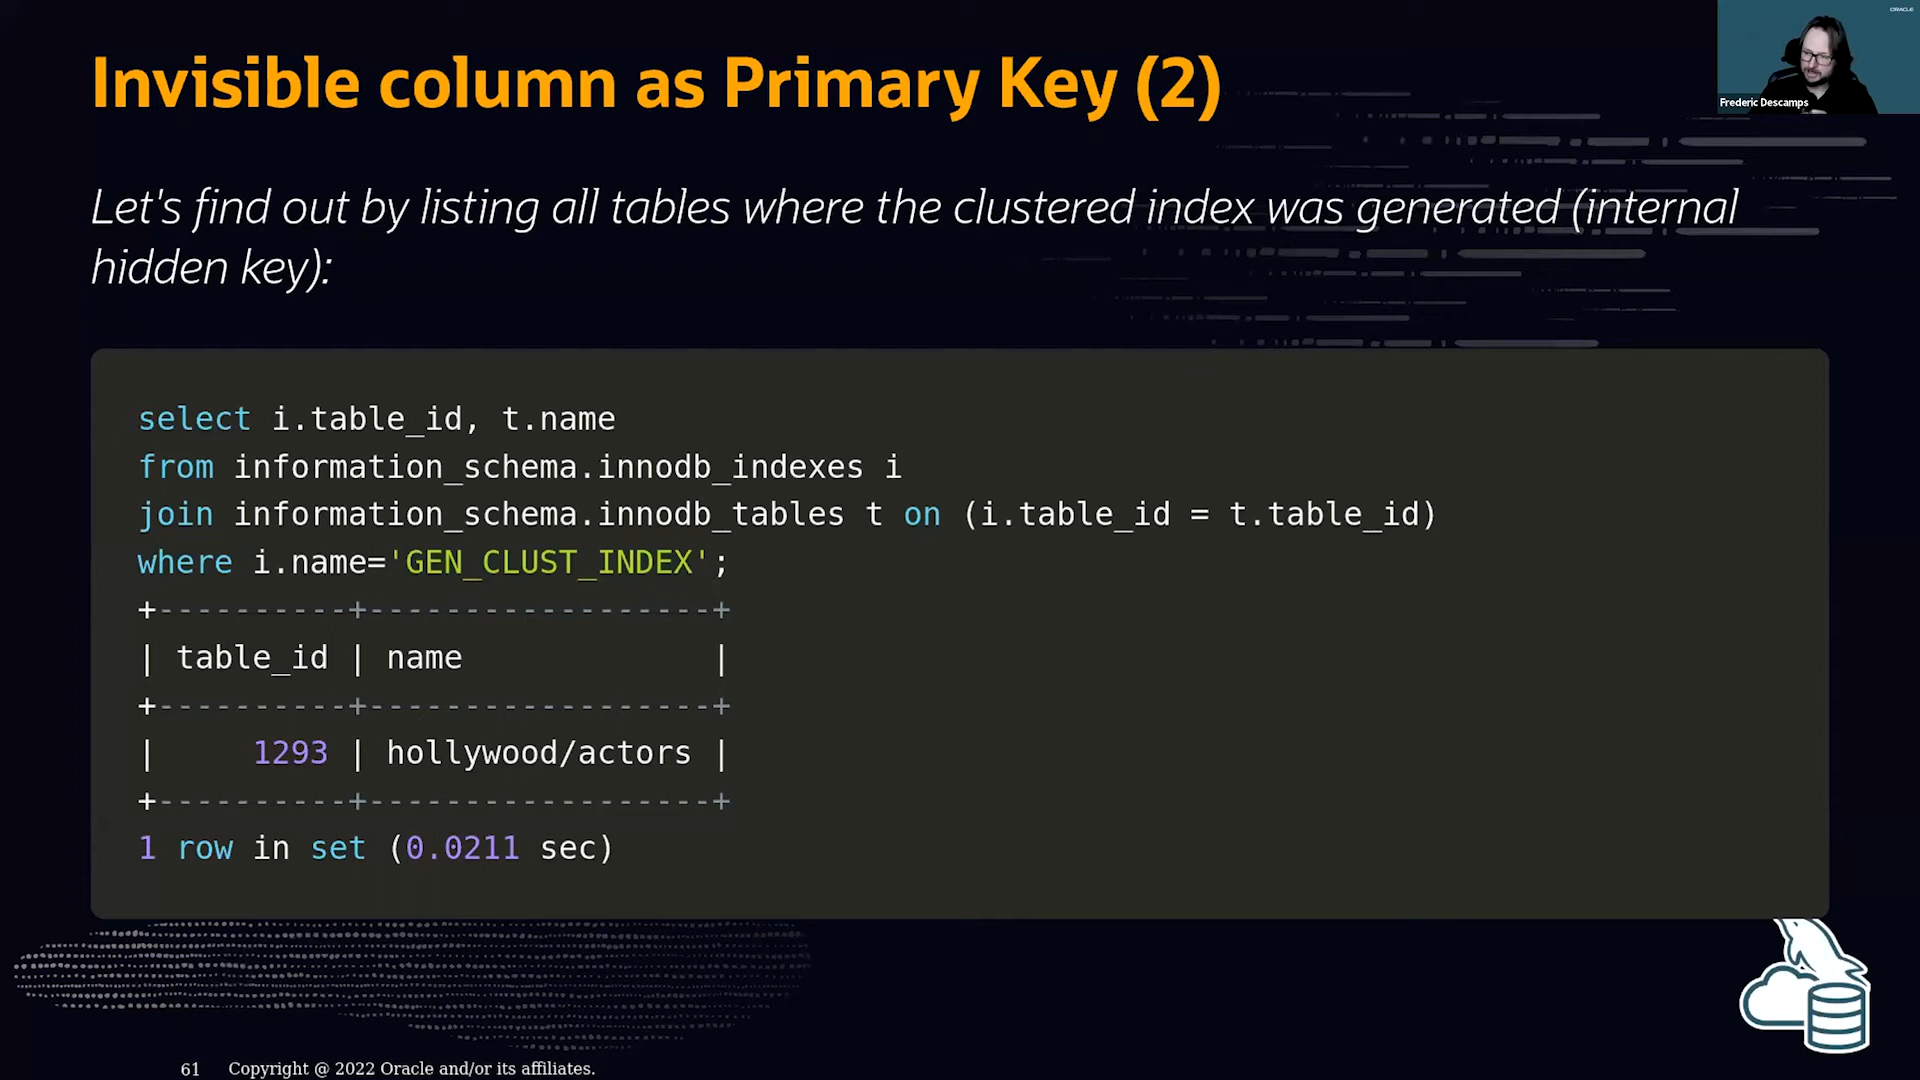 ORACLE
Frederic Descamps
Invisible column as Primary Key (2)
Let's find out by listing all tables where the clustered index was generated (internal
hidden key):
select i.table_id, t.name
from information_schema.innodb_indexes i
join information_schema.innodb_tables t on (i.table_id = t.table_id)
where i.name='GEN_CLUST_INDEX';
+----------+------------------+
| table_id | name             |
+----------+------------------+
|     1293 | hollywood/actors |
+----------+------------------+
1 row in set (0.0211 sec)
61 Copyright @ 2022 Oracle and/or its affiliates.